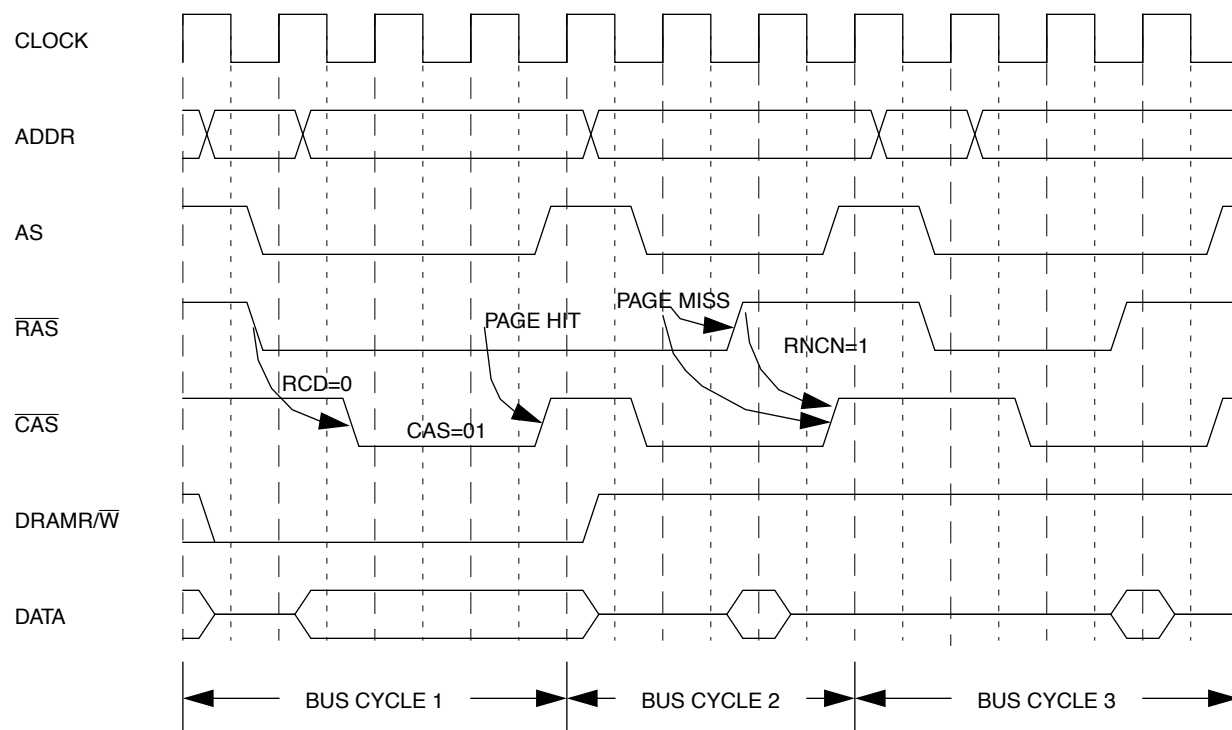 CLOCK
ADDR
AS
PAGE MISS
RAS
PAGE HIT
RNCN=1
RCD=0
CAS
CAS=01
DRAMR/W
DATA
BUS CYCLE 1
BUS CYCLE 2
BUS CYCLE 3